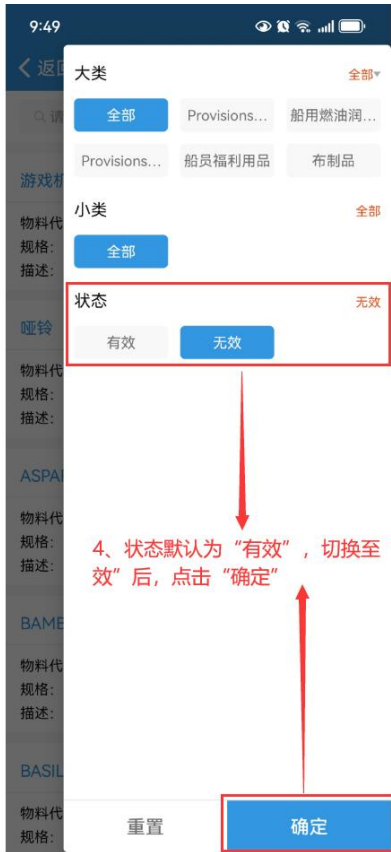 9:49
返回
大类
全部
请
全部
Provisions...
船用燃油润...
Provisions...
船员福利用品
布制品
游戏机
小类
全部
物料代
规格:
全部
描述:
状态
无效
哑铃
有效
无效
物料代
规格:
描述:
ASPAR
物料代
规格:
4、状态默认为“有效”，切换至
描述:
效”后，点击“确定”
BAME
物料代
规格:
描述:
BASIL
物料代
重置
确定
规格: